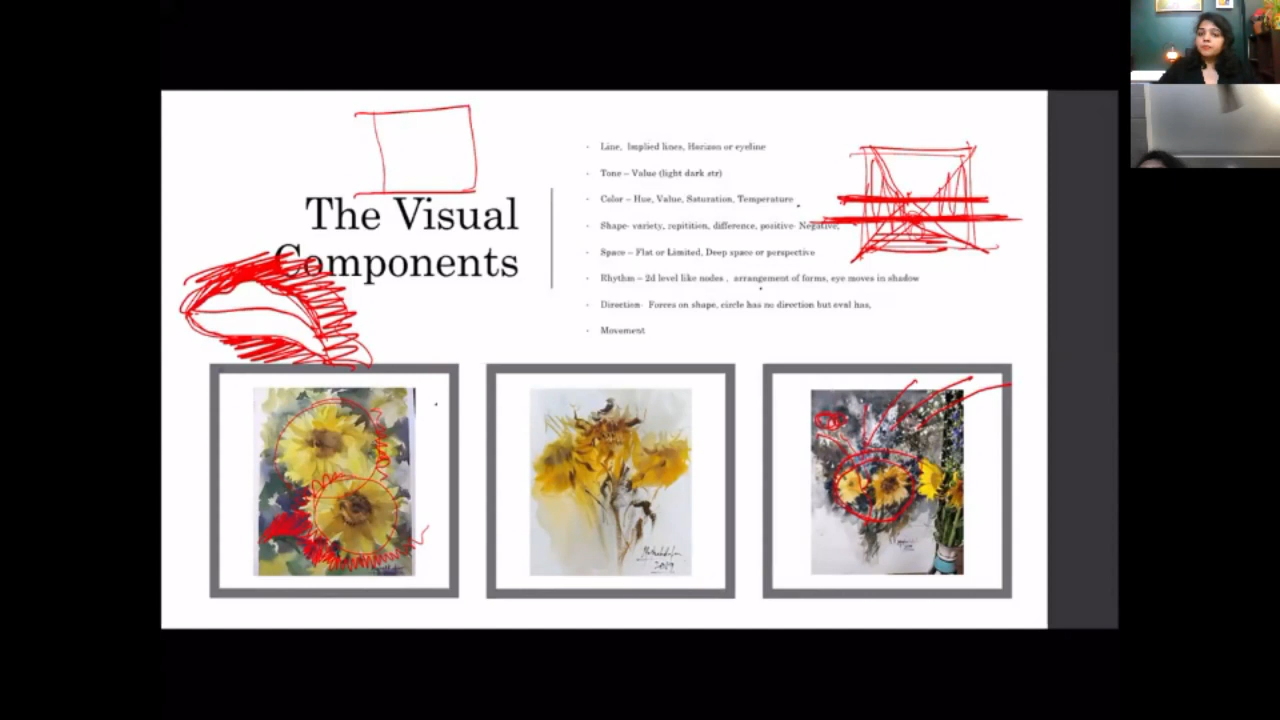 The Visual
Components
Line, Implied lines, Horizon or eyeline
Tone – Value (light dark str)
Color – Hue, Value, Saturation, Temperature
Shape- variety, repitition, difference, positive- Negative,
Space – Flat or Limited, Deep space or perspective
Rhythm – 2d level like nodes , arrangement of forms, eye moves in shadow
Direction- Forces on shape, circle has no direction but oval has,
Movement
2019